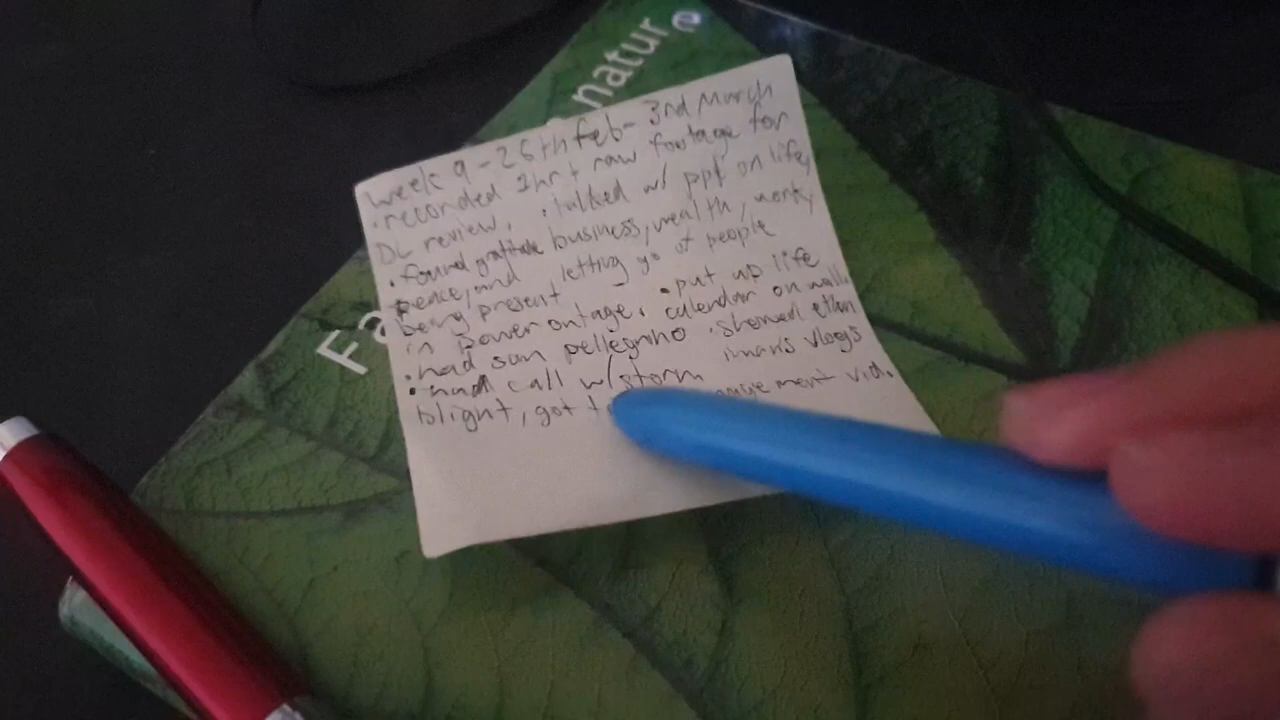 natur
Fa
week 9 - 26th feb - 3rd March
• recorded 1hr+ raw footage for
DL review. • talked w/ ppl on life,
• found gratitude business, wealth,
peace, and letting go of people
being present • put up life
in power ontage. calendar on wall.
• had san pellegrino • showed ethan
• had call w/ storm imaris vlogs
blight, got